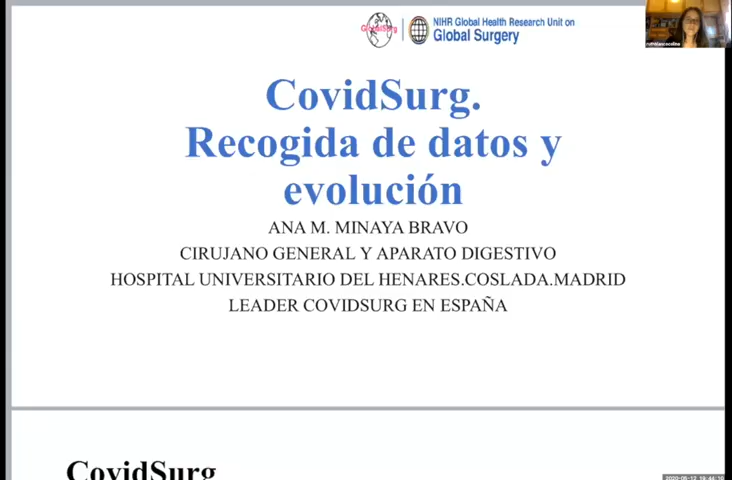 GlobalSurg
NIHR Global Health Research Unit on
Global Surgery
CovidSurg.
Recogida de datos y
evolución
ANA M. MINAYA BRAVO
CIRUJANO GENERAL Y APARATO DIGESTIVO
HOSPITAL UNIVERSITARIO DEL HENARES.COSLADA.MADRID
LEADER COVIDSURG EN ESPAÑA
CovidSurg